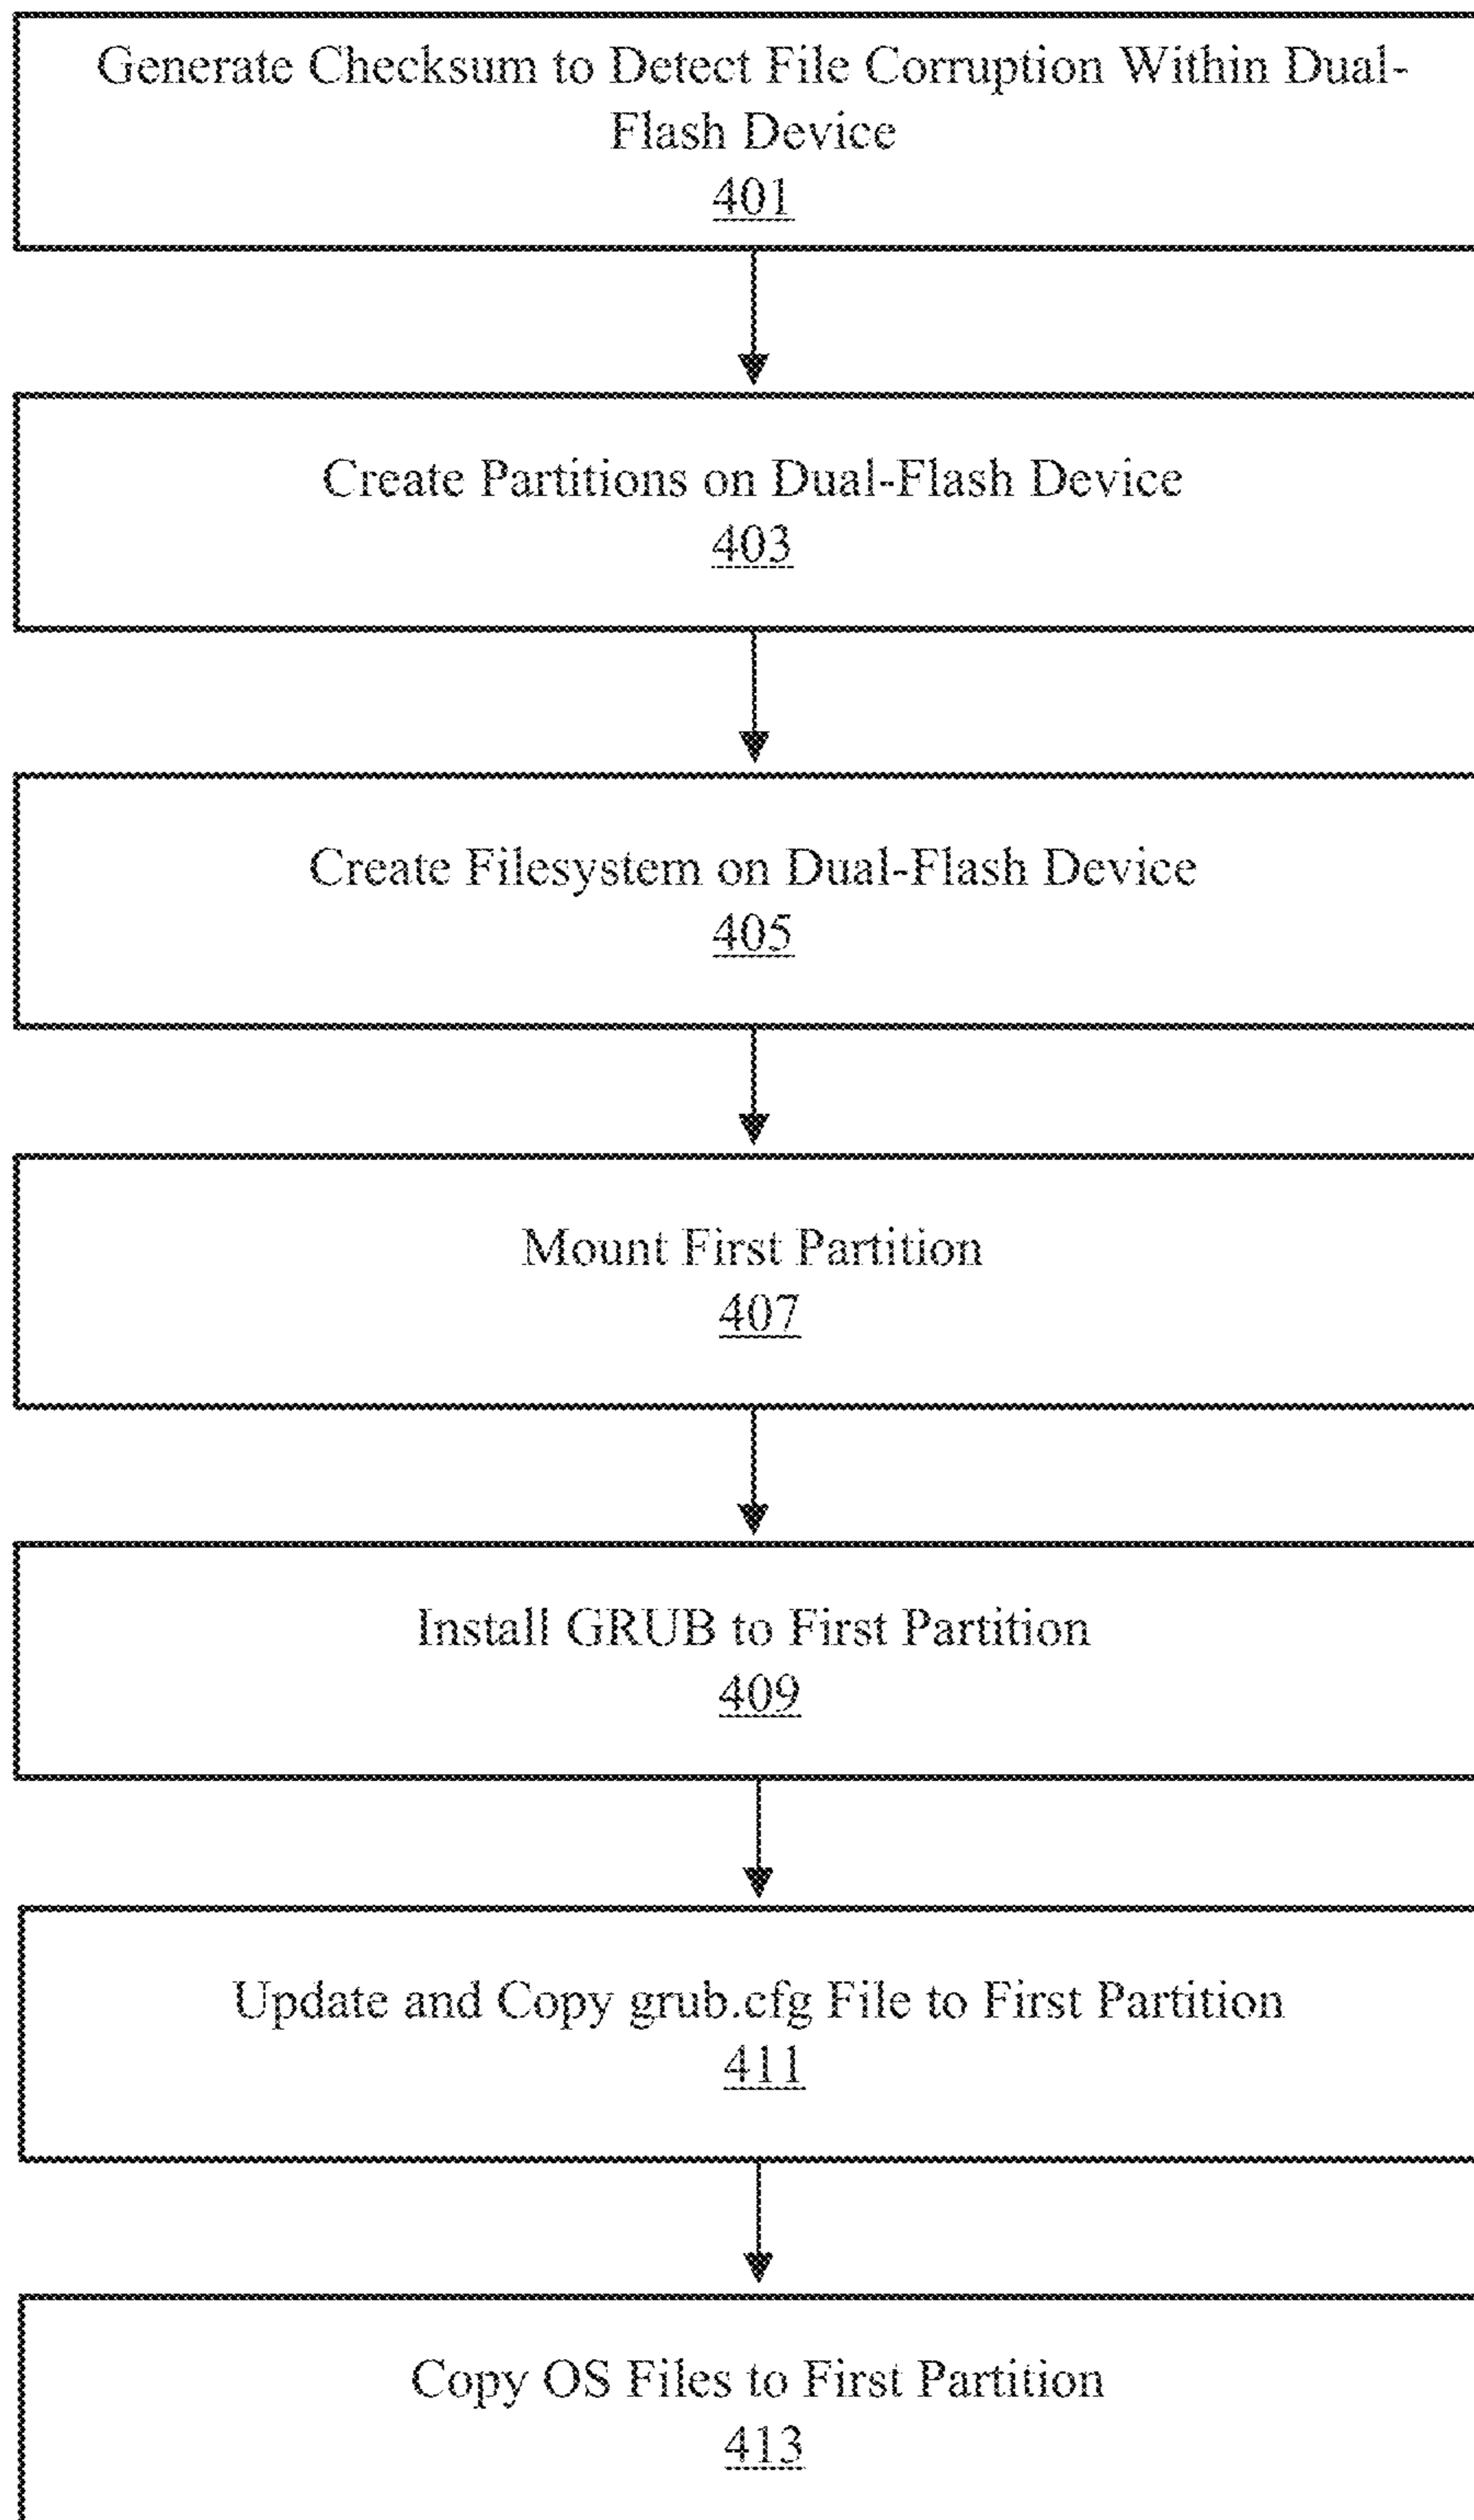 Generate Checksum to Detect File Corruption Within Dual-
Flash Device
401
Create Partitions on Dual-Flash Device
403
Create Filesystem on Dual-Flash Device
405
Mount First Partition
407
Install GRUB to First Partition
409
Update and Copy grub.cfg File to First Partition
411
Copy OS Files to First Partition
413